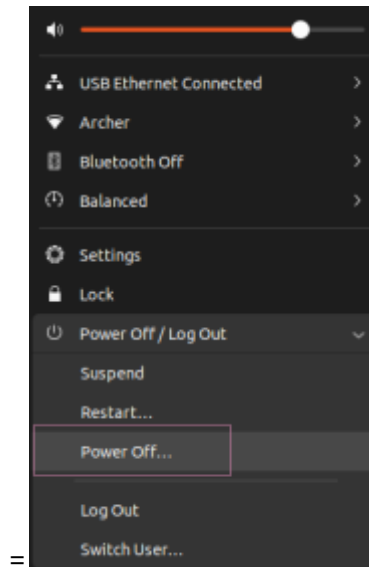 USB Ethernet Connected
Archer
Bluetooth Off
Balanced
Settings
Lock
Power Off / Log Out
Suspend
Restart...
Power Off...
Log Out
Switch User...
=